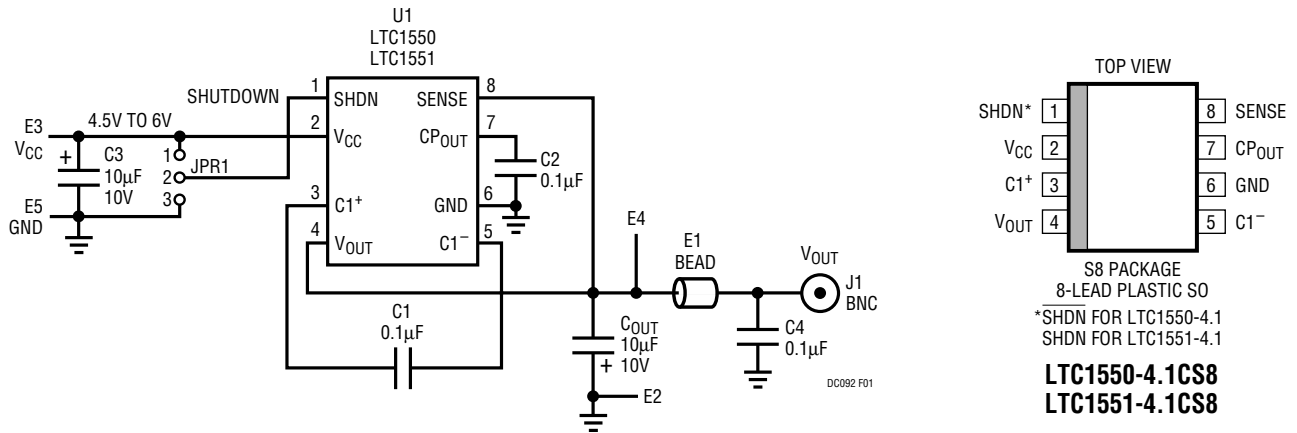 U1
LTC1550
LTC1551
SHUTDOWN
1
SHDN
SENSE
8
E3
VCC
4.5V TO 6V
2
VCC
CPOUT
7
+
C3
10µF
10V
1
2
3
JPR1
C2
0.1µF
3
C1+
GND
6
E5
GND
4
VOUT
C1−
5
E4
E1
BEAD
VOUT
J1
BNC
C1
0.1µF
COUT
10µF
10V
+
C4
0.1µF
E2
DC092 F01
TOP VIEW
SHDN* 1
8 SENSE
VCC 2
7 CPOUT
C1+ 3
6 GND
VOUT 4
5 C1−
S8 PACKAGE
8-LEAD PLASTIC SO
*S̅H̅D̅N̅ FOR LTC1550-4.1
SHDN FOR LTC1551-4.1
LTC1550-4.1CS8
LTC1551-4.1CS8